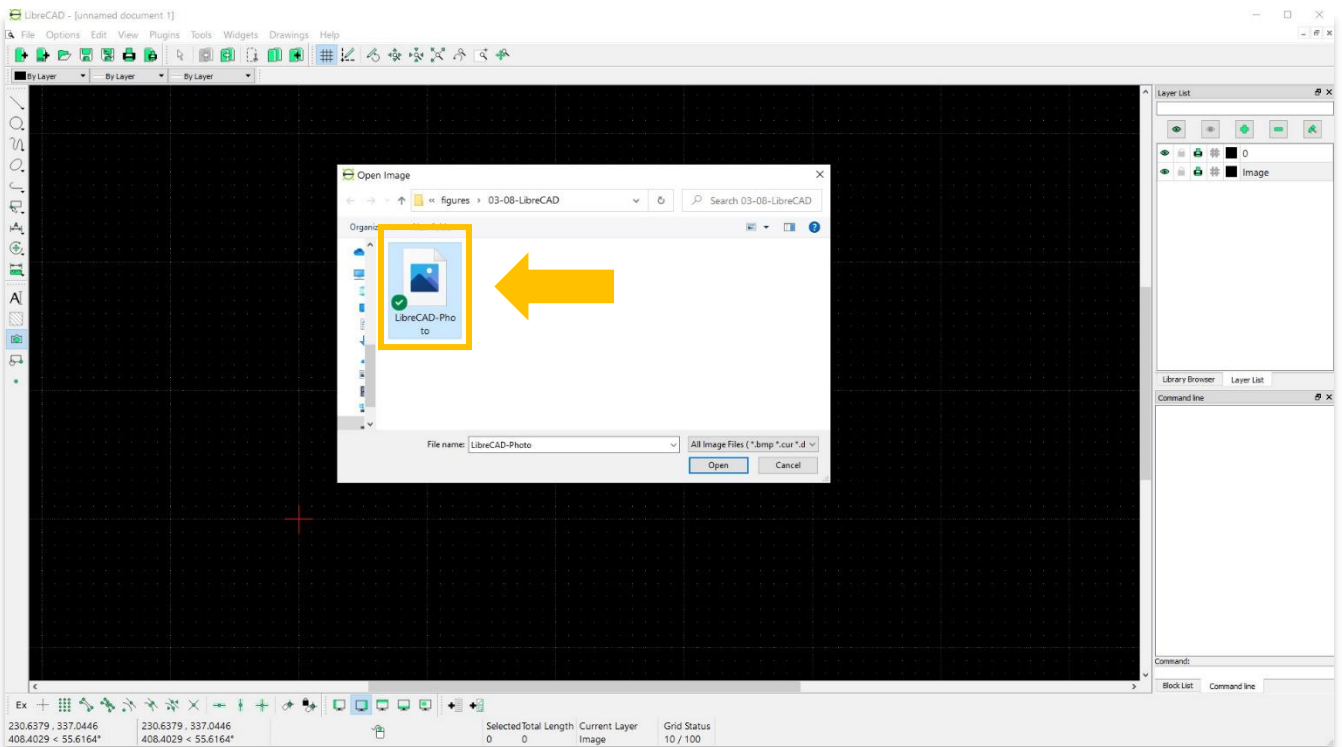 LibreCAD - [unnamed document 1]
File Options Edit View Plugins Tools Widgets Drawings Help
By Layer By Layer By Layer
Layer List
0
Image
Open Image
« figures › 03-08-LibreCAD
Search 03-08-LibreCAD
Organiz
LibreCAD-Pho
to
File name: LibreCAD-Photo
All Image Files ( *.bmp *.cur *.d
Open Cancel
Library Browser Layer List
Command line
Command:
Block List Command line
Ex
230.6379 , 337.0446 230.6379 , 337.0446 Selected Total Length Current Layer Grid Status
408.4029 < 55.6164° 408.4029 < 55.6164° 0 0 Image 10 / 100